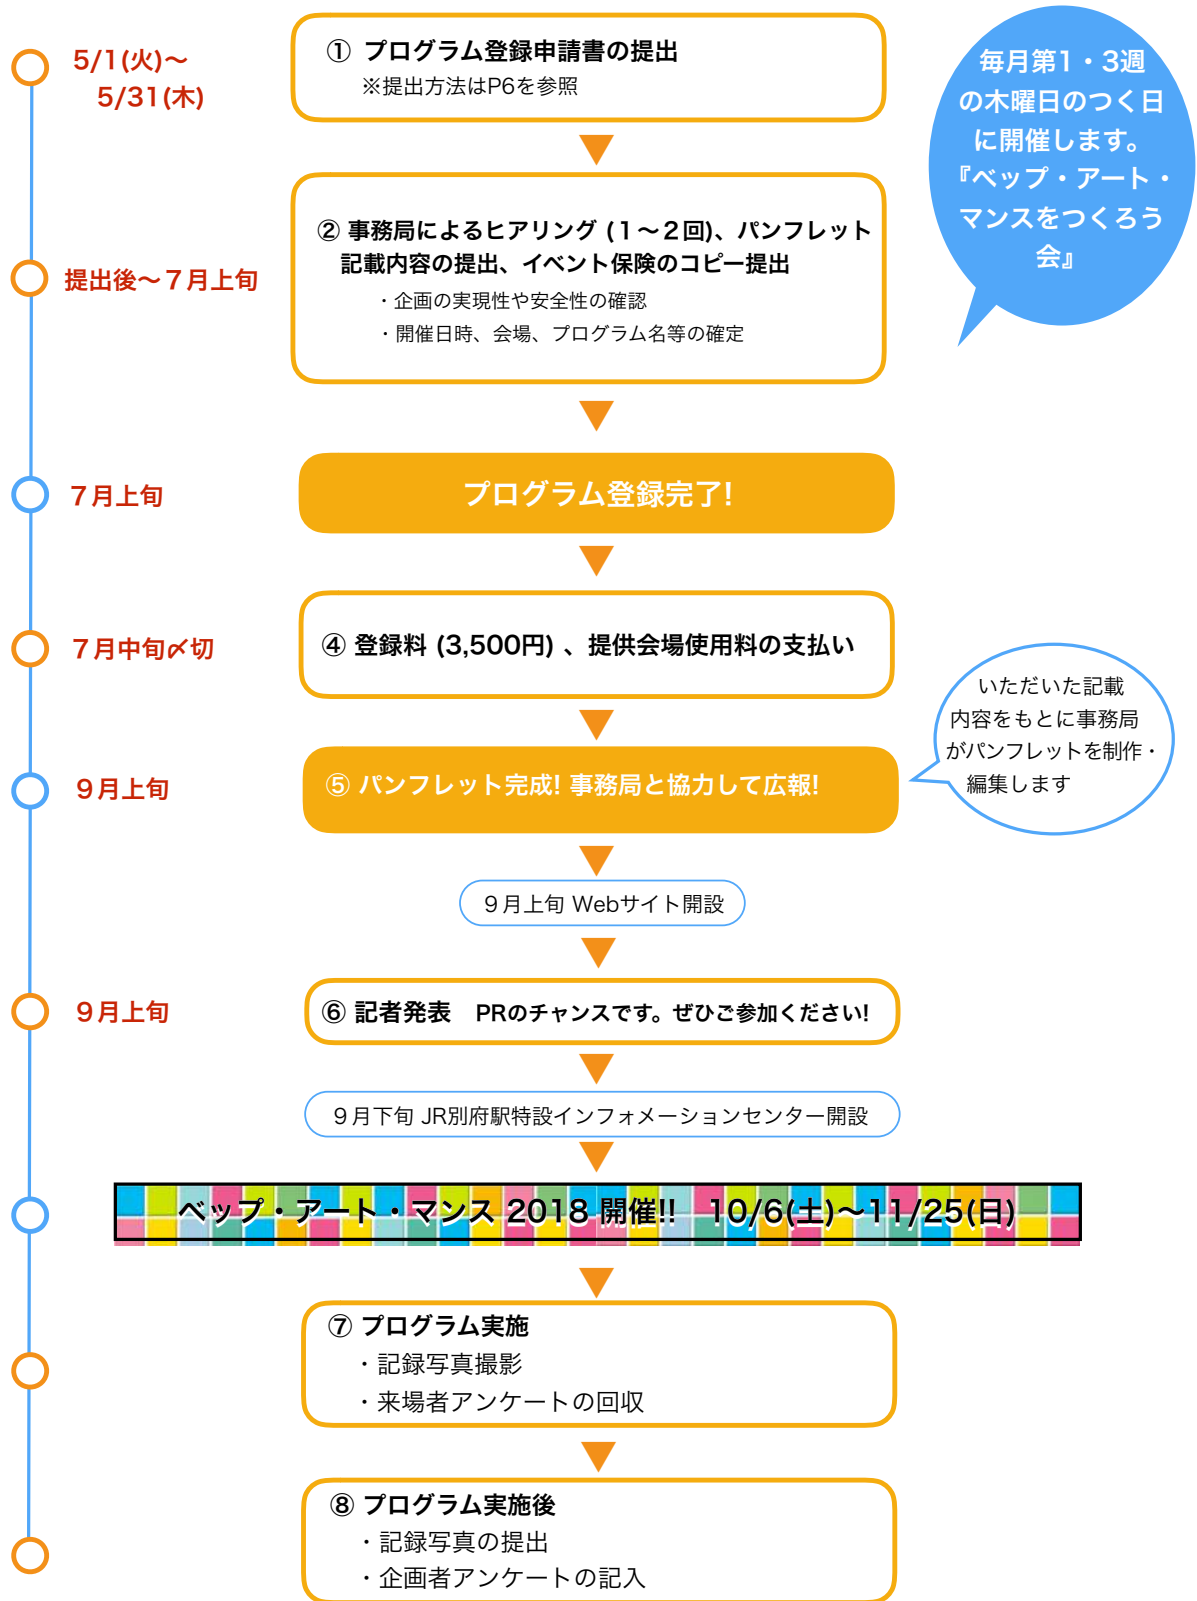 5/1(火)〜
5/31(木)
① プログラム登録申請書の提出
※提出方法はP6を参照
毎月第1・3週
の木曜日のつく日
に開催します。
『ベップ・アート・
マンスをつくろう
会』
提出後〜７月上旬
② 事務局によるヒアリング (１〜２回)、パンフレット
記載内容の提出、イベント保険のコピー提出
・企画の実現性や安全性の確認
・開催日時、会場、プログラム名等の確定
７月上旬
プログラム登録完了!
７月中旬〆切
④ 登録料 (3,500円) 、提供会場使用料の支払い
いただいた記載
内容をもとに事務局
がパンフレットを制作・
編集します
９月上旬
⑤ パンフレット完成! 事務局と協力して広報!
９月上旬 Webサイト開設
９月上旬
⑥ 記者発表　PRのチャンスです。ぜひご参加ください!
９月下旬 JR別府駅特設インフォメーションセンター開設
ベップ・アート・マンス 2018 開催!!　10/6(土)〜11/25(日)
⑦ プログラム実施
・記録写真撮影
・来場者アンケートの回収
⑧ プログラム実施後
・記録写真の提出
・企画者アンケートの記入